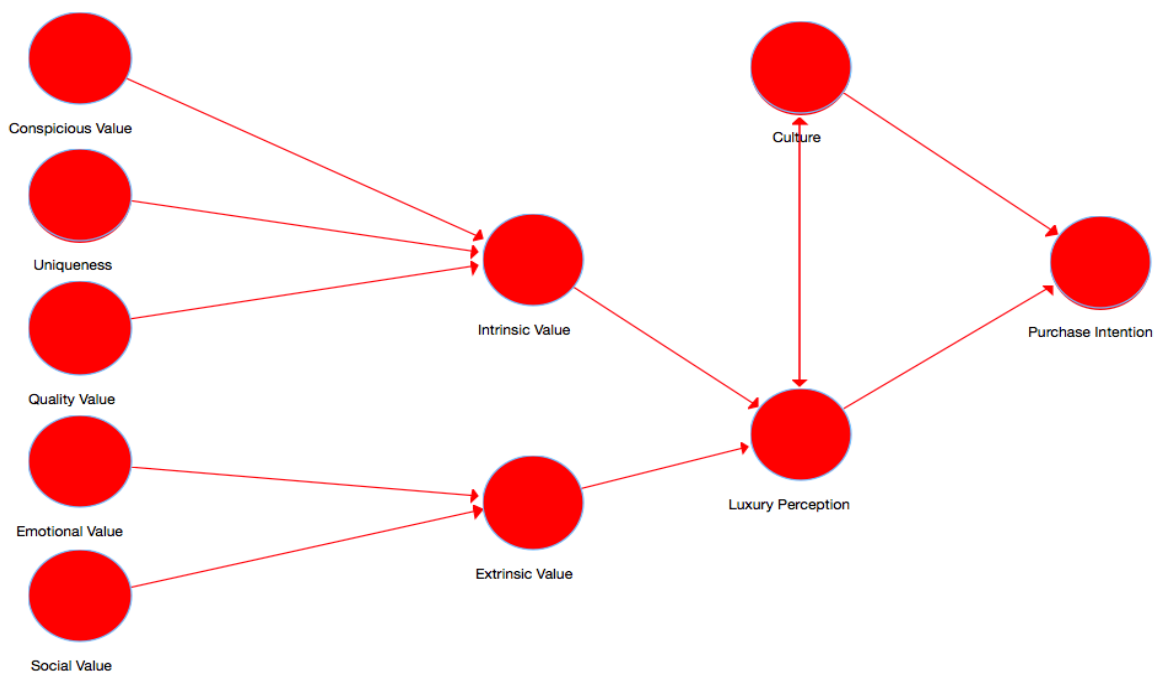 Conspicious Value
Culture
Uniqueness
Intrinsic Value
Purchase Intention
Quality Value
Luxury Perception
Emotional Value
Extrinsic Value
Social Value